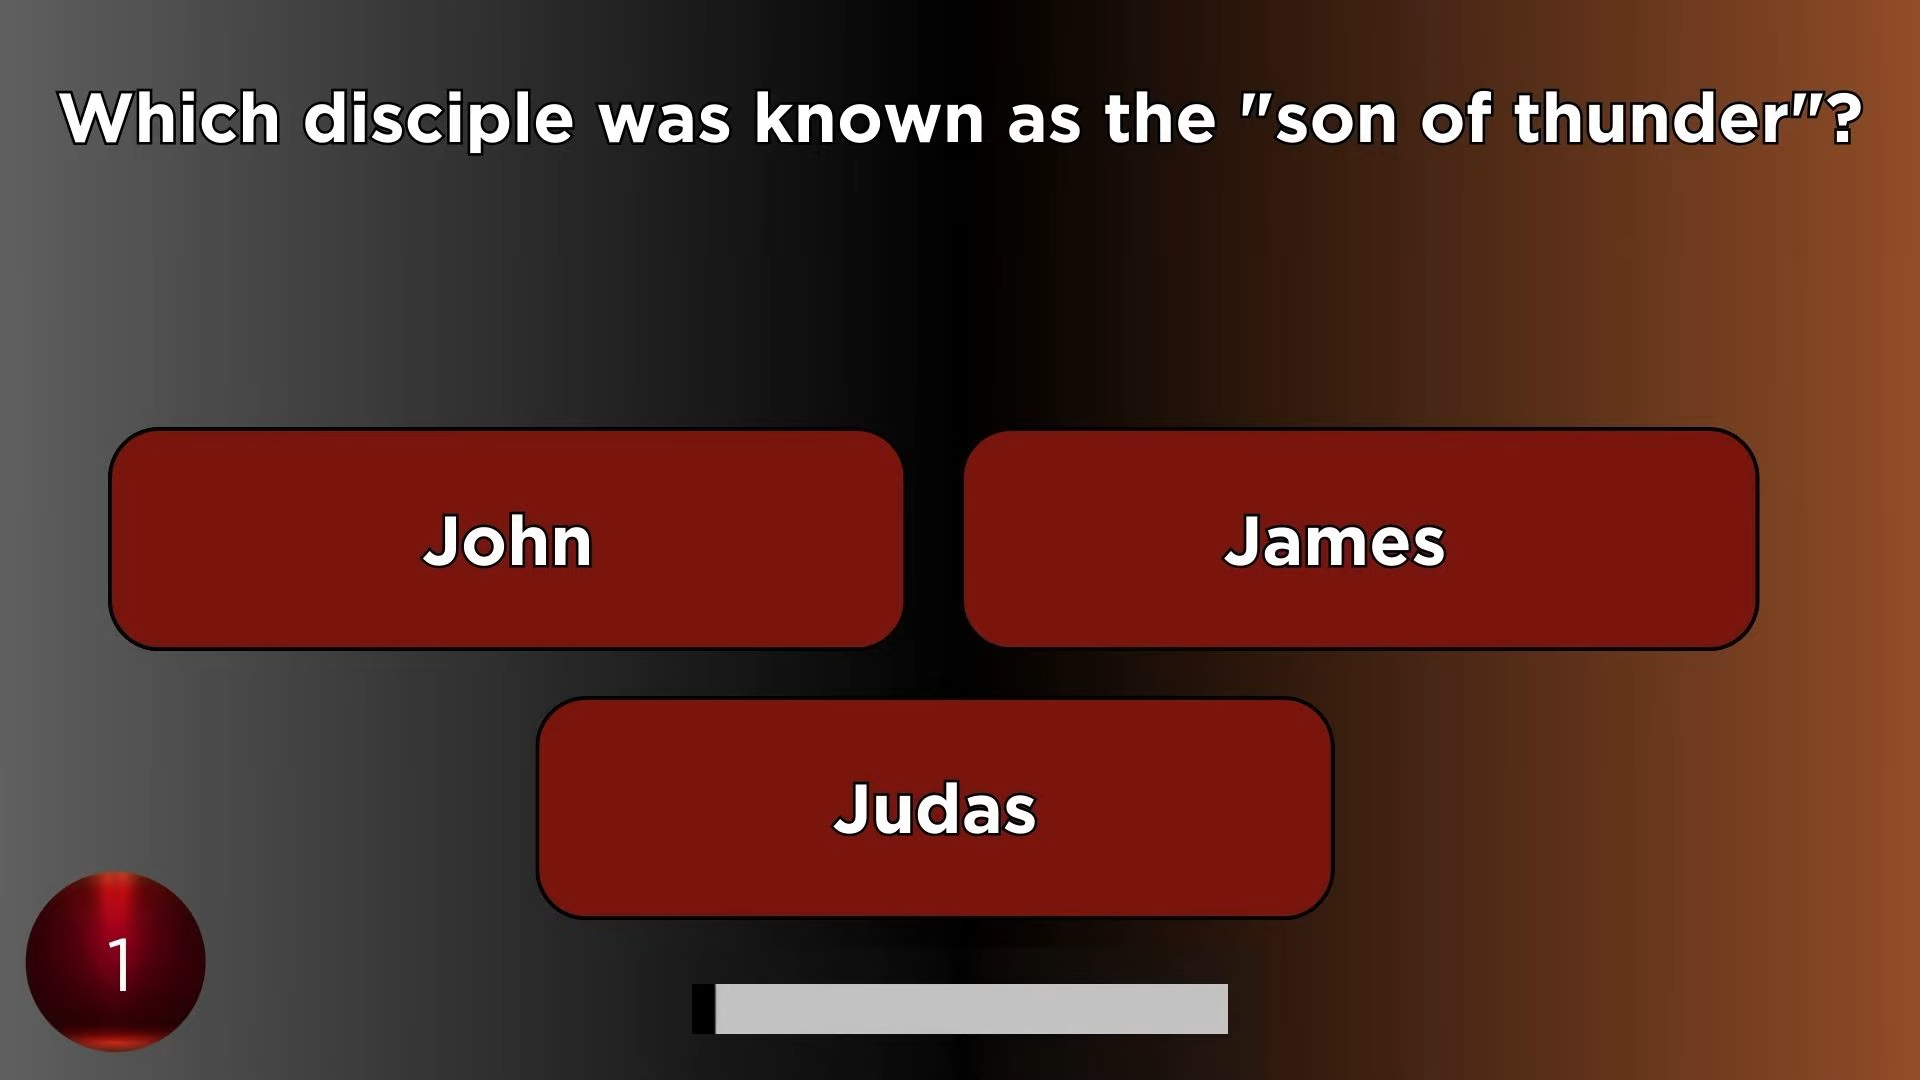 Which disciple was known as the "son of thunder"?
John
James
Judas
1